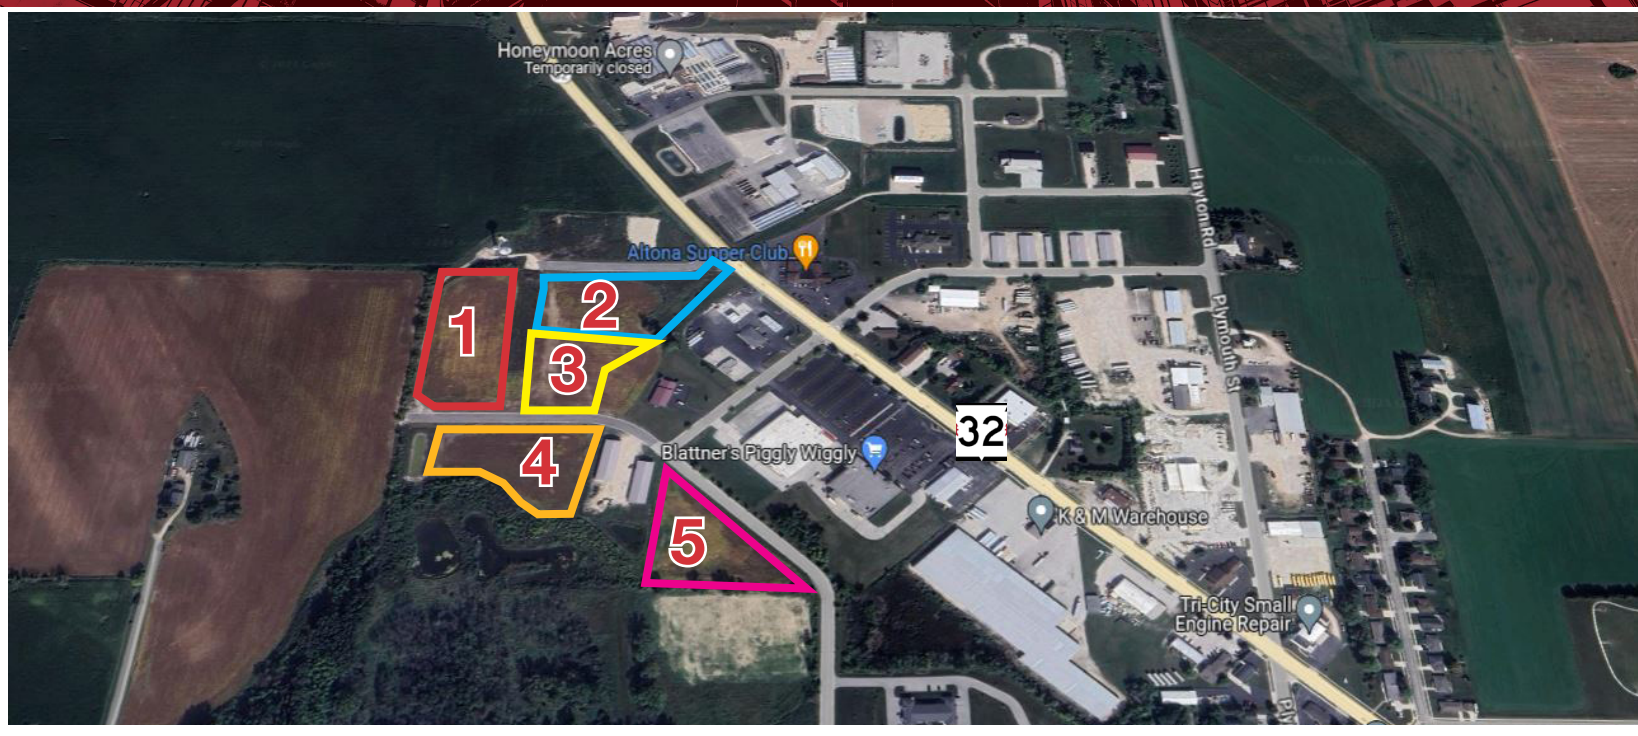 Honeymoon Acres
Temporarily closed
Hayton Rd
Altona Supper Club
1
2
3
Plymouth St
4
Blattner's Piggly Wiggly
32
5
K & M Warehouse
Tri-City Small
Engine Repair
Ply